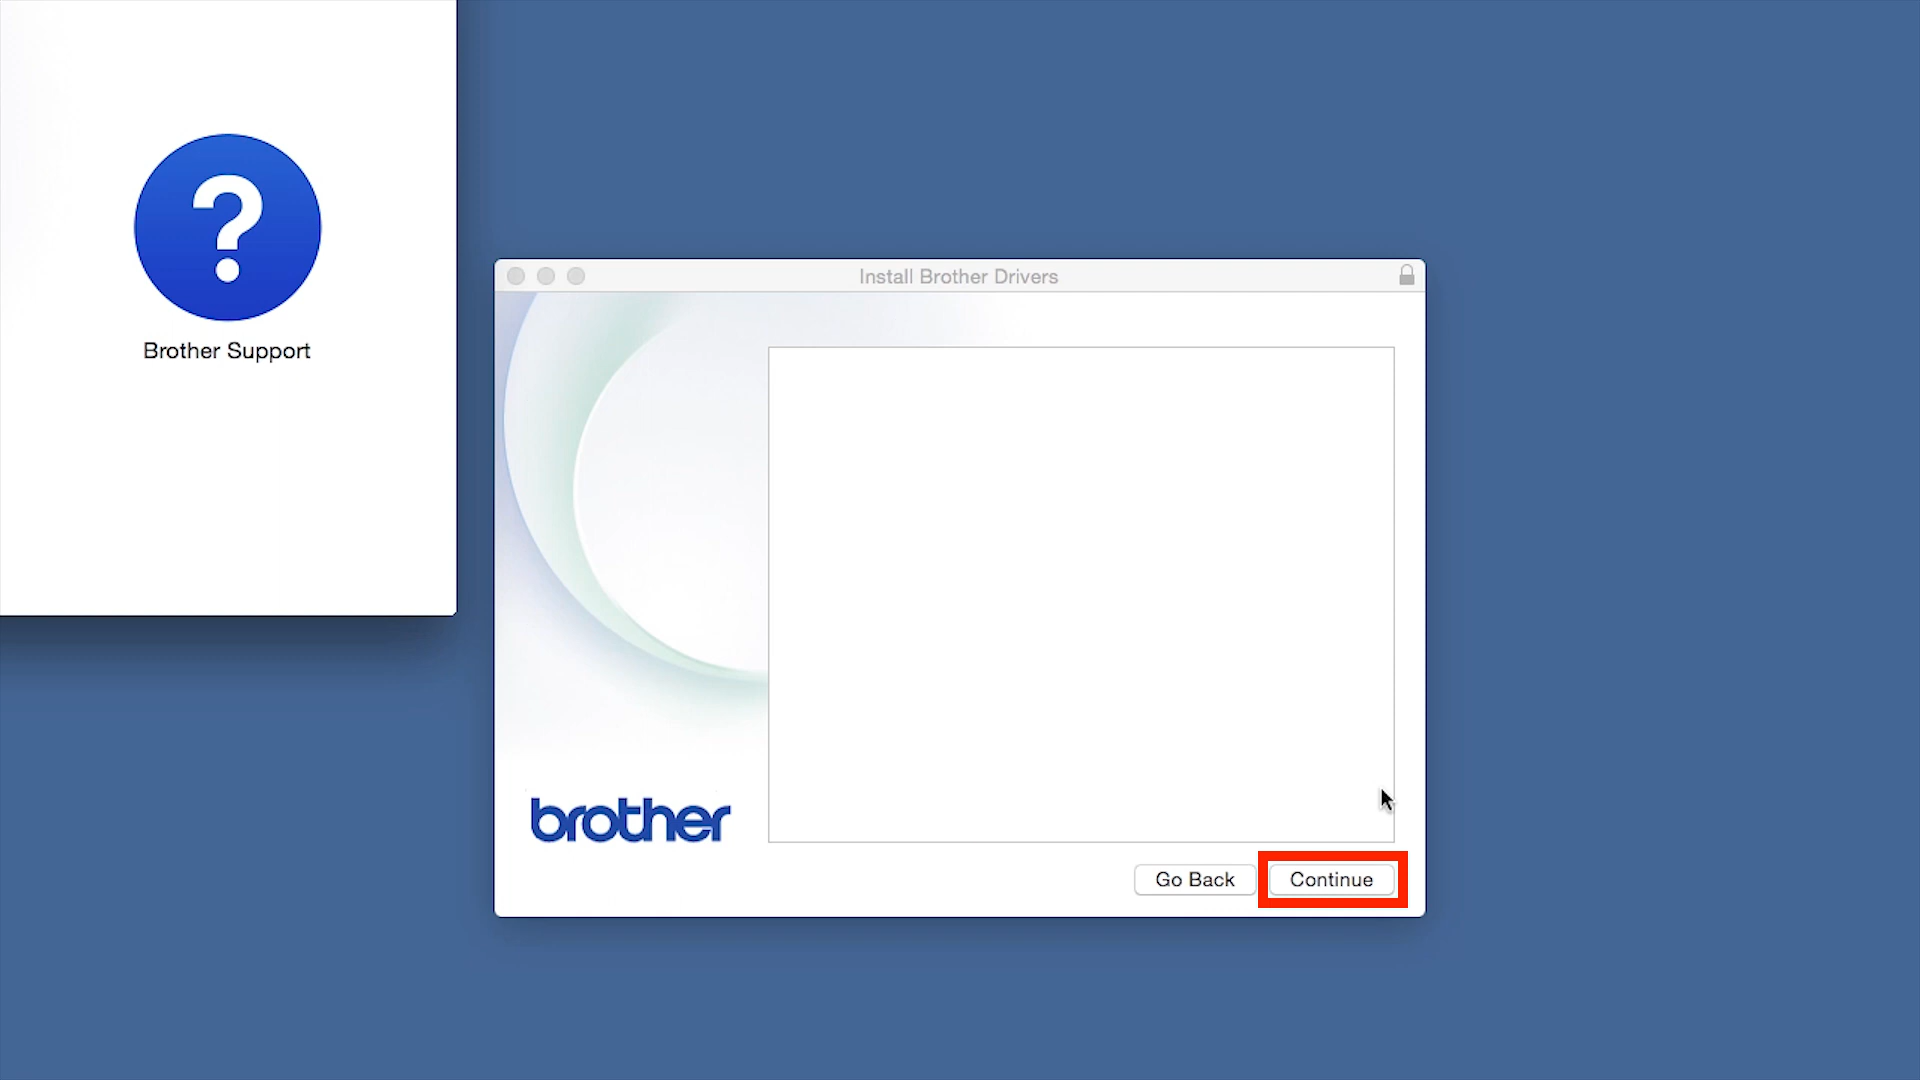 Brother Support
Install Brother Drivers
brother
Go Back
Continue